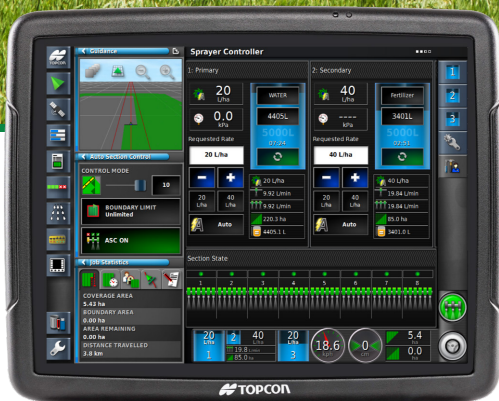 Guidance
Sprayer Controller
TOPCON
1: Primary
2: Secondary
20
L/ha
0.0
kPa
WATER
4405L
5000L
07:24
40
L/ha
----
kPa
Fertilizer
3401L
5000L
02:51
1
2
3
Requested Rate
20 L/ha
Requested Rate
40 L/ha
Auto Section Control
CONTROL MODE
10
BOUNDARY LIMIT
Unlimited
ASC ON
20
L/ha
40
L/ha
Auto
20 L/ha
9.92 L/min
9.92 L/min
220.3 ha
4405.1 L
20
L/ha
40
L/ha
Auto
40 L/ha
19.84 L/min
19.84 L/min
85.0 ha
3401.0 L
Job Statistics
COVERAGE AREA
5.43 ha
BOUNDARY AREA
0.00 ha
AREA REMAINING
0.00 ha
DISTANCE TRAVELLED
3.8 km
Section State
1 2 3 4 5 6 7 8
20
L/ha
1
2
40
L/ha
19.8 L/min
85.0 ha
20
L/ha
3
18.6
kph
0
cm
5.4
ha
0.0
ha
TOPCON